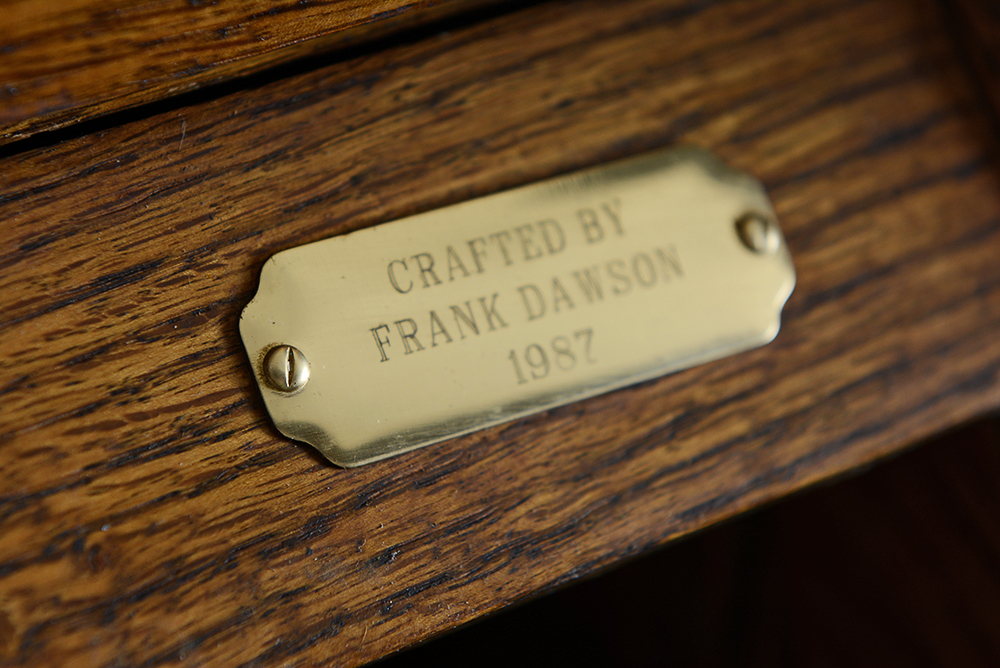 CRAFTED BY
FRANK DAWSON
1987